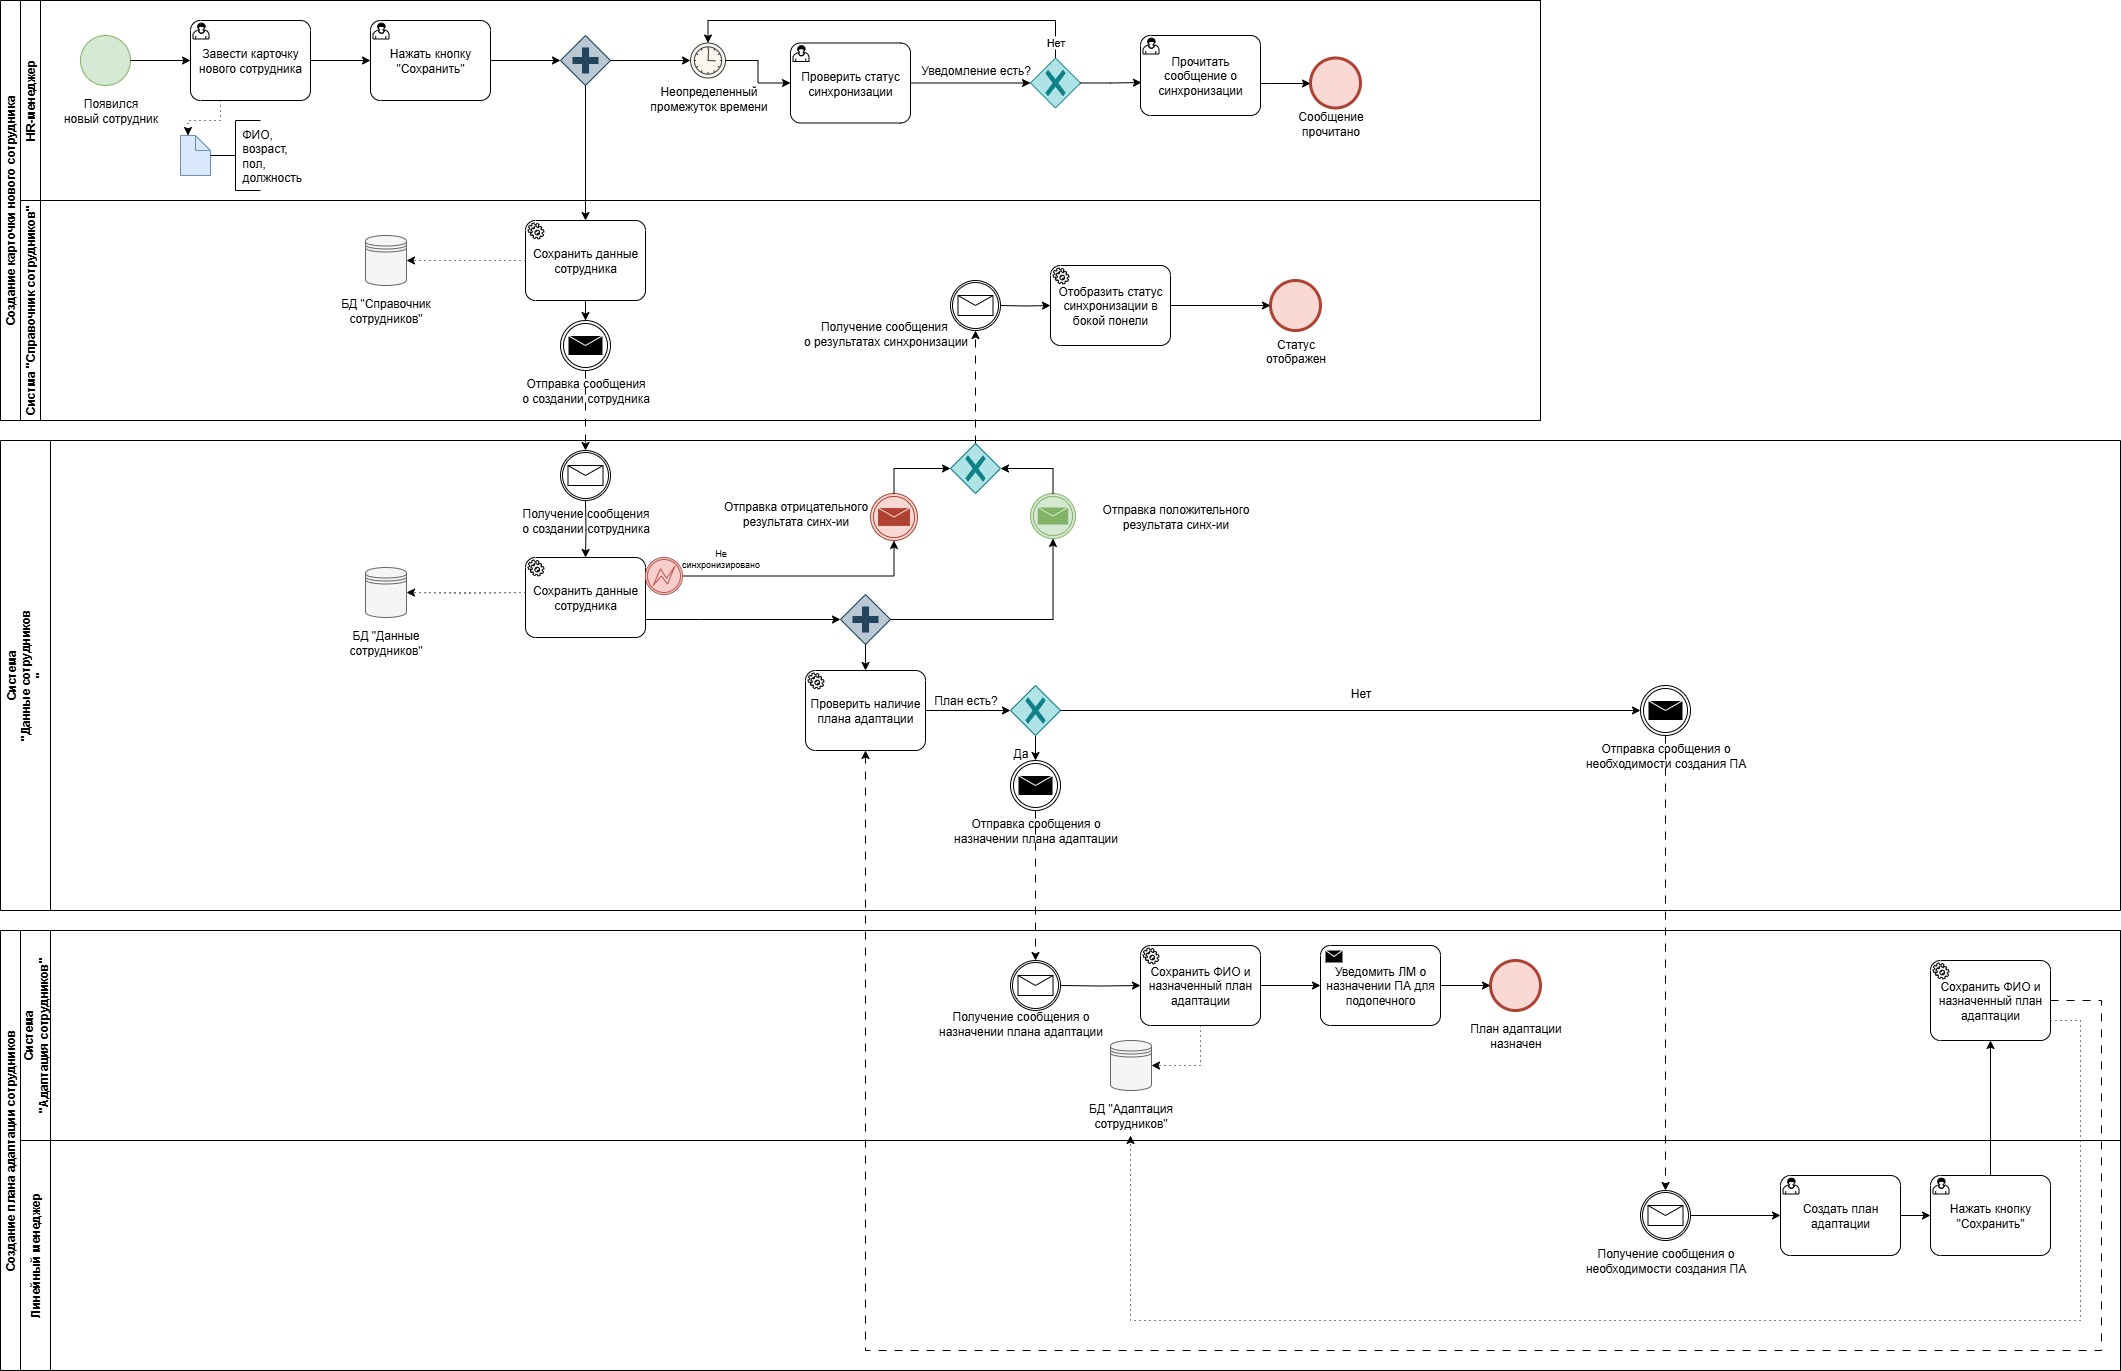 Создание карточки нового сотрудника
HR-менеджер
Появился
новый сотрудник
Завести карточку
нового сотрудника
ФИО,
возраст,
пол,
должность
Нажать кнопку
"Сохранить"
Неопределенный
промежуток времени
Проверить статус
синхронизации
Уведомление есть?
Нет
Прочитать
сообщение о
синхронизации
Сообщение
прочитано
Систма "Справочник сотрудников"
Сохранить данные
сотрудника
БД "Справочник
сотрудников"
Отправка сообщения
о создании сотрудника
Получение сообщения
о результатах синхронизации
Отобразить статус
синхронизации в
бокой понели
Статус
отображен
Система
"Данные сотрудников
"
Получение сообщения
о создании сотрудника
Отправка отрицательного
результата синх-ии
Отправка положительного
результата синх-ии
Не
синхронизировано
Сохранить данные
сотрудника
БД "Данные
сотрудников"
Проверить наличие
плана адаптации
План есть?
Нет
Да
Отправка сообщения о
назначении плана адаптации
Отправка сообщения о
необходимости создания ПА
Создание плана адаптации сотрудников
Система
"Адаптация сотрудников"
Получение сообщения о
назначении плана адаптации
Сохранить ФИО и
назначенный план
адаптации
Уведомить ЛМ о
назначении ПА для
подопечного
План адаптации
назначен
БД "Адаптация
сотрудников"
Сохранить ФИО и
назначенный план
адаптации
Линейный менеджер
Получение сообщения о
необходимости создания ПА
Создать план
адаптации
Нажать кнопку
"Сохранить"